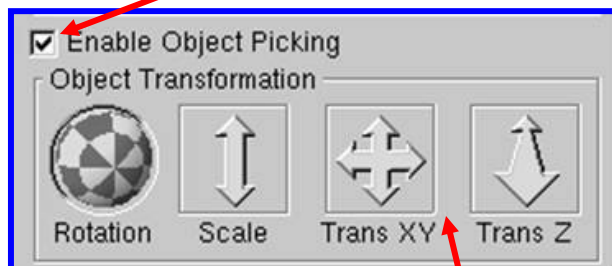 Enable Object Picking
Object Transformation
Rotation Scale Trans XY Trans Z